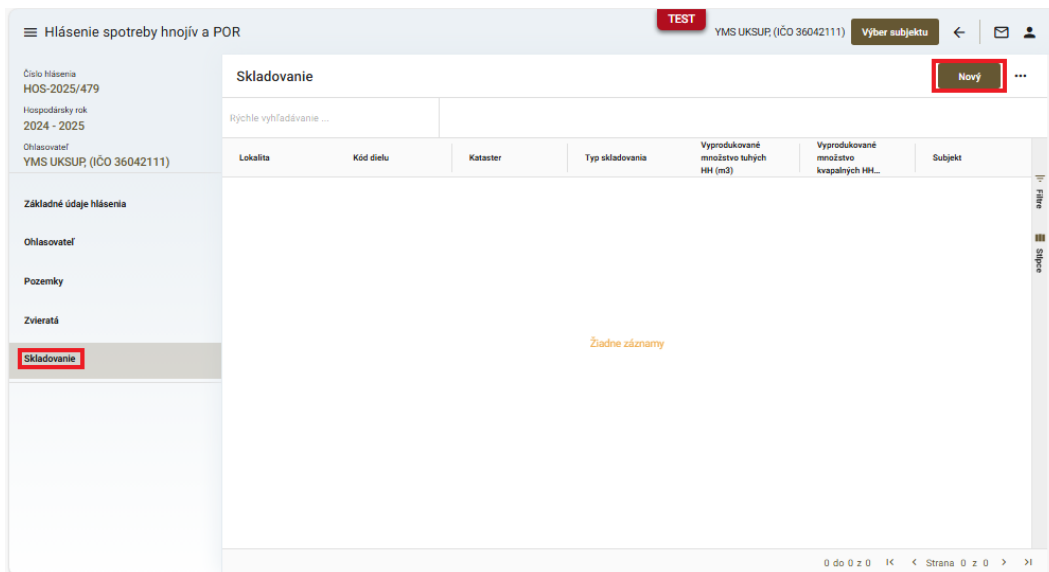 TEST
Hlásenie spotreby hnojív a POR
YMS UKSUP, (IČO 36042111)
Výber subjektu
Číslo hlásenia
HOS-2025/479
Hospodársky rok
2024 - 2025
Ohlasovateľ
YMS UKSUP, (IČO 36042111)
Základné údaje hlásenia
Ohlasovateľ
Pozemky
Zvieratá
Skladovanie
Skladovanie
Nový
Rýchle vyhľadávanie ...
Lokalita
Kód dielu
Kataster
Typ skladovania
Vyprodukované
množstvo tuhých
HH (m3)
Vyprodukované
množstvo
kvapalných HH...
Subjekt
Filtre
Stĺpce
Žiadne záznamy
0 do 0 z 0
Strana 0 z 0